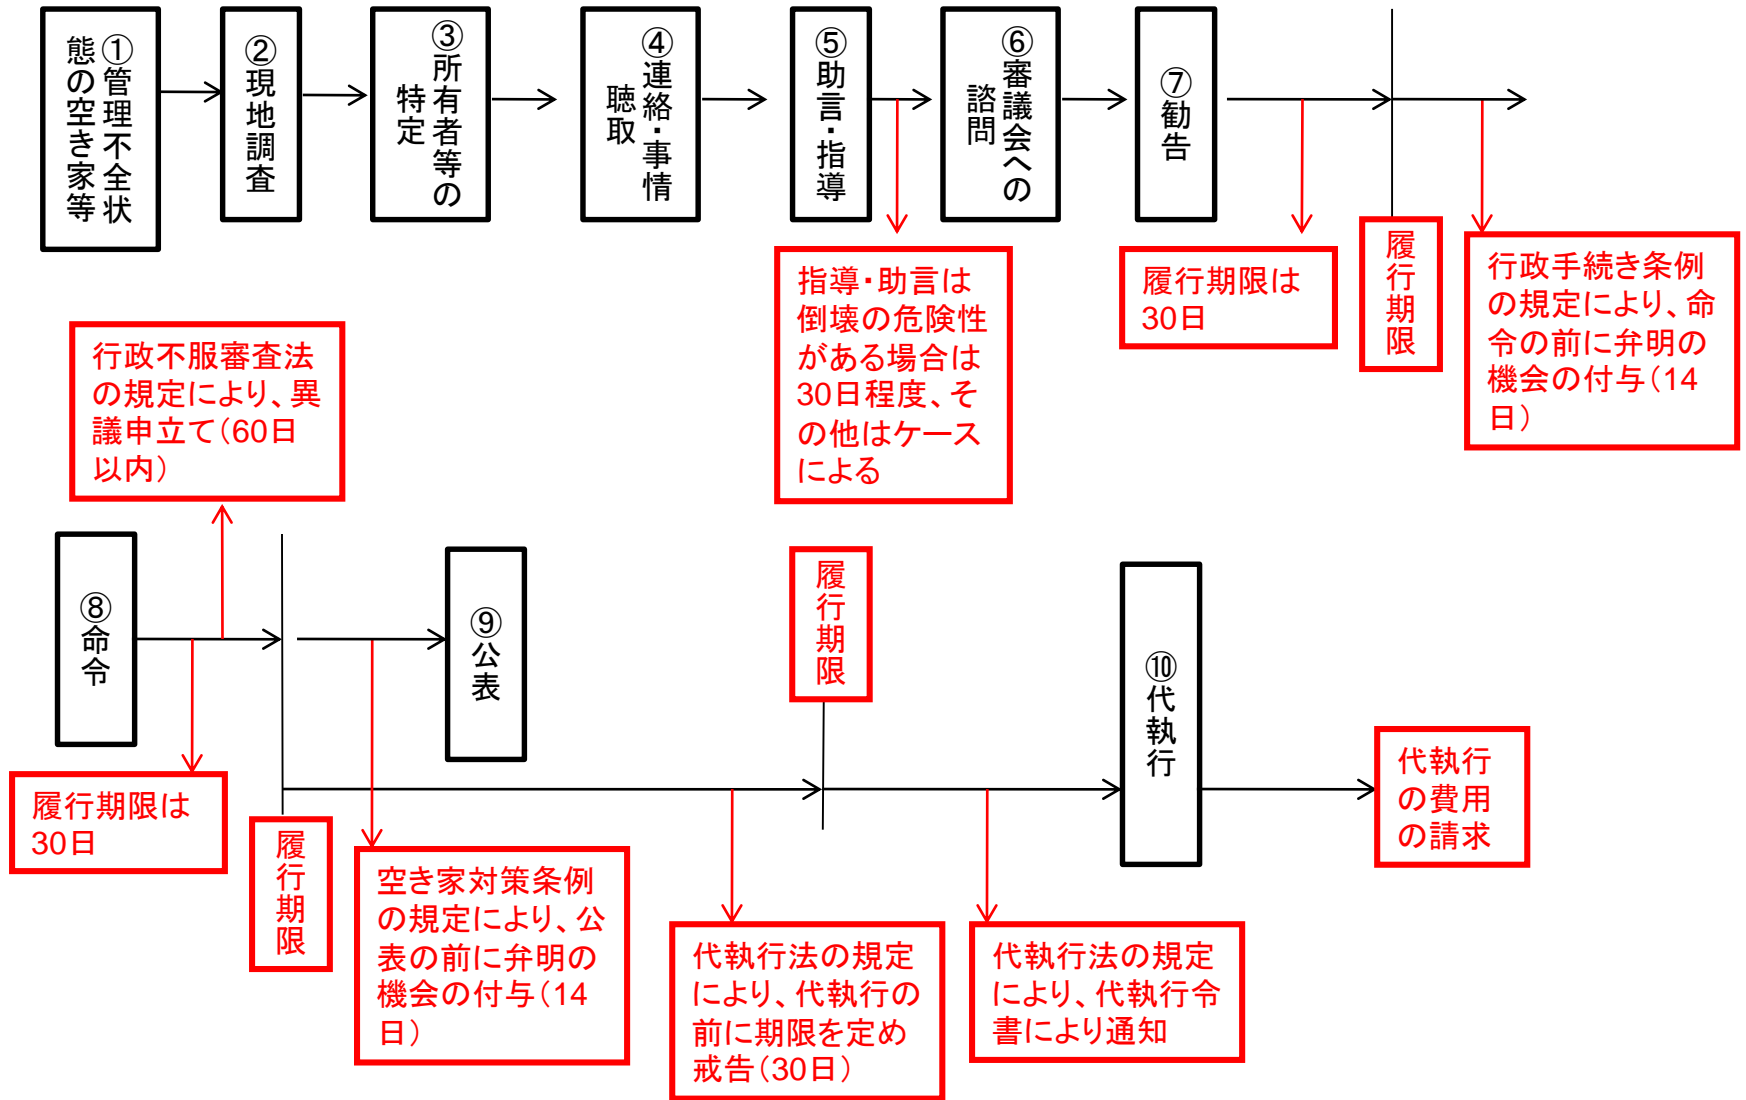 ①管理不全状
態の空き家等
②現地調査
③所有者等の
特定
④連絡・事情
聴取
⑤助言・指導
⑥審議会への
諮問
⑦勧告
指導・助言は
倒壊の危険性
がある場合は
30日程度、そ
の他はケース
による
履行期限は
30日
履行期限
行政手続き条例
の規定により、命
令の前に弁明の
機会の付与(14
日)
行政不服審査法
の規定により、異
議申立て(60日
以内)
⑧命令
履行期限は
30日
履行期限
⑨公表
空き家対策条例
の規定により、公
表の前に弁明の
機会の付与(14
日)
履行期限
代執行法の規定
により、代執行の
前に期限を定め
戒告(30日)
代執行法の規定
により、代執行令
書により通知
⑩代執行
代執行
の費用
の請求